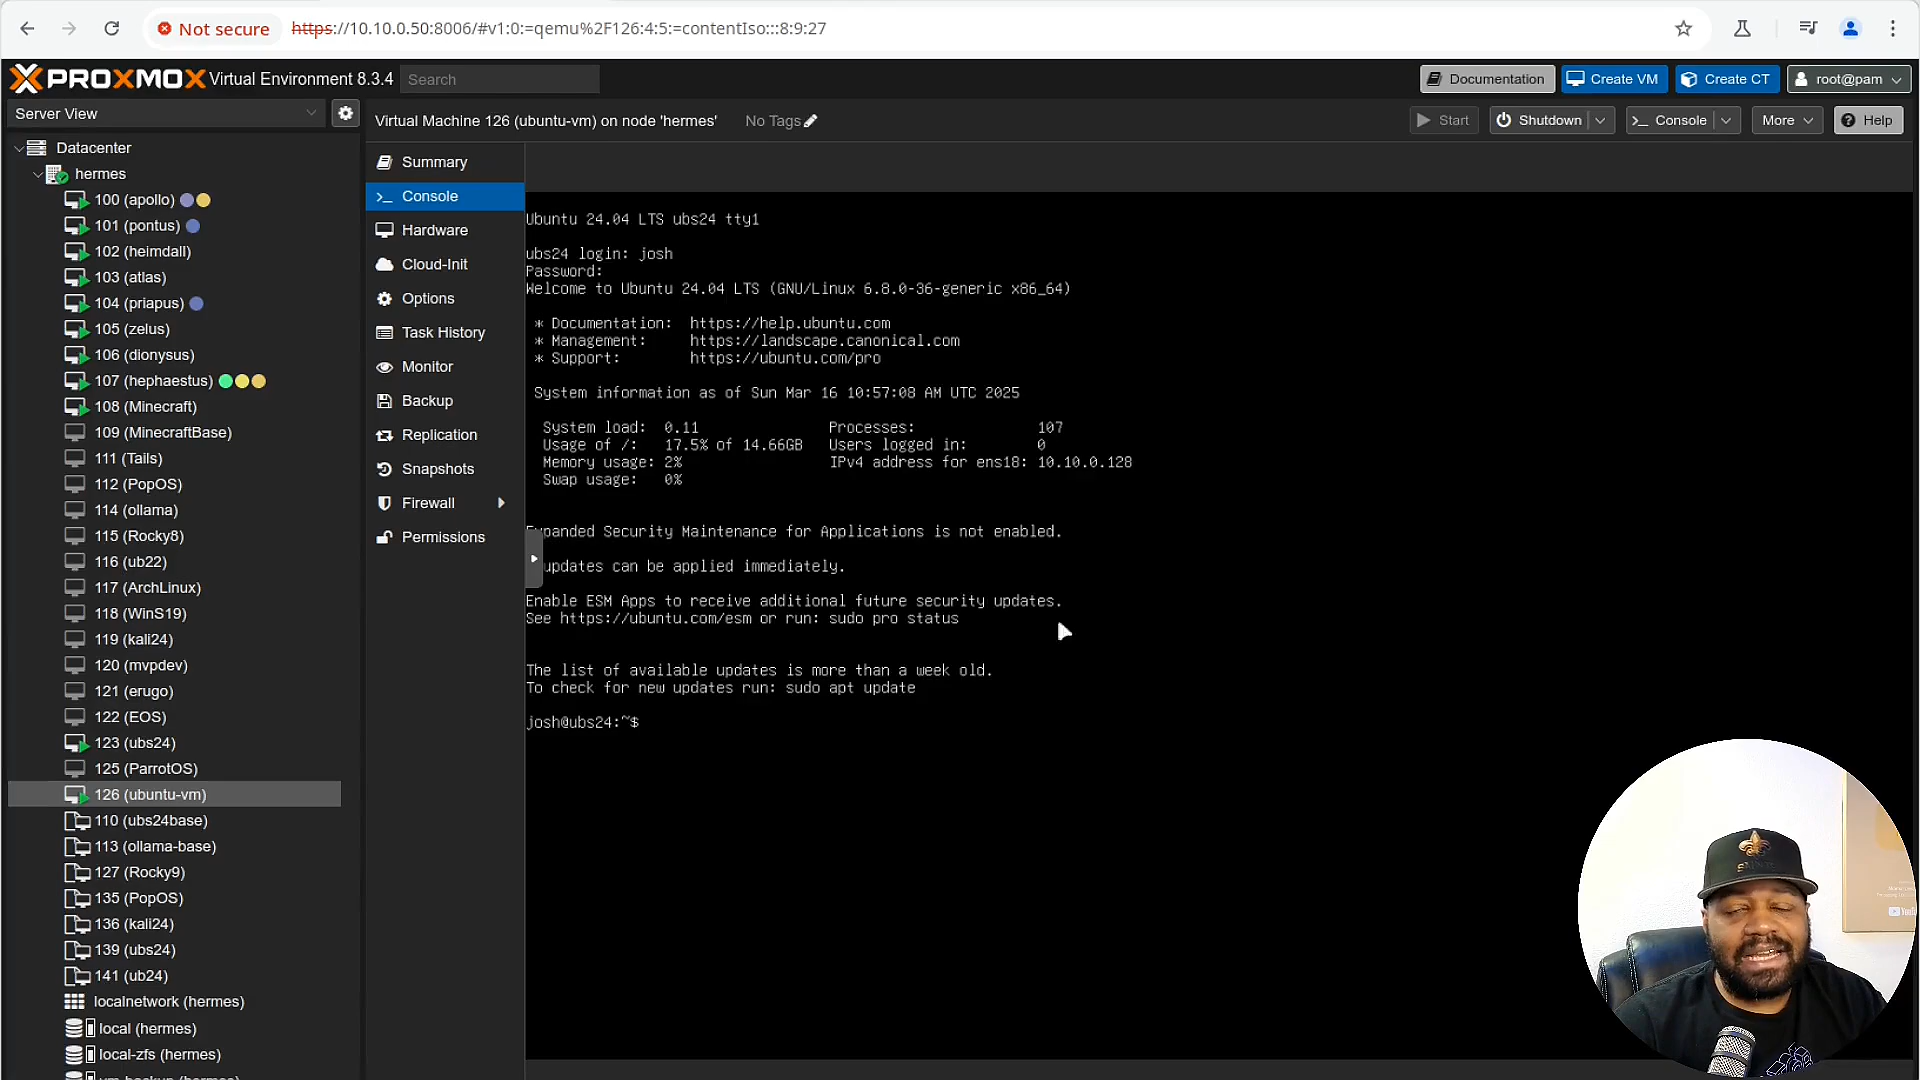 Not secure https://10.10.0.50:8006/#v1:0:=qemu%2F126:4:5:=contentIso:::8:9:27
PROXMOX Virtual Environment 8.3.4 Search Documentation Create VM Create CT root@pam
Server View
Virtual Machine 126 (ubuntu-vm) on node 'hermes' No Tags Start Shutdown Console More Help
Datacenter
hermes
100 (apollo)
101 (pontus)
102 (heimdall)
103 (atlas)
104 (priapus)
105 (zelus)
106 (dionysus)
107 (hephaestus)
108 (Minecraft)
109 (MinecraftBase)
111 (Tails)
112 (PopOS)
114 (ollama)
115 (Rocky8)
116 (ub22)
117 (ArchLinux)
118 (WinS19)
119 (kali24)
120 (mvpdev)
121 (erugo)
122 (EOS)
123 (ubs24)
125 (ParrotOS)
126 (ubuntu-vm)
110 (ubs24base)
113 (ollama-base)
127 (Rocky9)
135 (PopOS)
136 (kali24)
139 (ubs24)
141 (ub24)
localnetwork (hermes)
local (hermes)
local-zfs (hermes)
Summary
Console
Hardware
Cloud-Init
Options
Task History
Monitor
Backup
Replication
Snapshots
Firewall
Permissions
Ubuntu 24.04 LTS ubs24 tty1
ubs24 login: josh
Password:
Welcome to Ubuntu 24.04 LTS (GNU/Linux 6.8.0-36-generic x86_64)
* Documentation: https://help.ubuntu.com
* Management: https://landscape.canonical.com
* Support: https://ubuntu.com/pro
System information as of Sun Mar 16 10:57:08 AM UTC 2025
System load: 0.11 Processes: 107
Usage of /: 17.5% of 14.66GB Users logged in: 0
Memory usage: 2% IPv4 address for ens18: 10.10.0.128
Swap usage: 0%
Expanded Security Maintenance for Applications is not enabled.
updates can be applied immediately.
Enable ESM Apps to receive additional future security updates.
See https://ubuntu.com/esm or run: sudo pro status
The list of available updates is more than a week old.
To check for new updates run: sudo apt update
josh@ubs24:~$